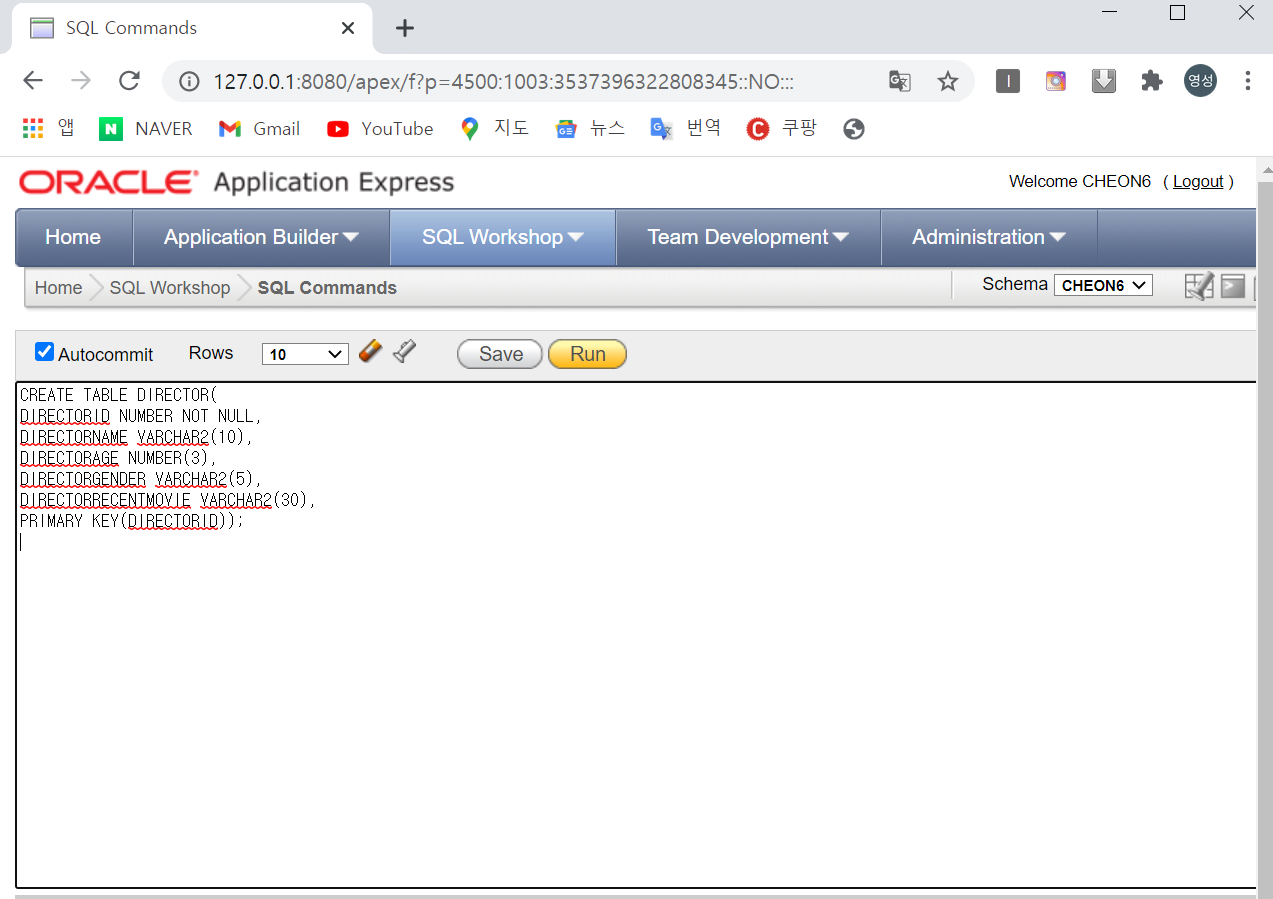 SQL Commands
127.0.0.1:8080/apex/f?p=4500:1003:3537396322808345::NO:::
영성
앱 NAVER Gmail YouTube 지도 뉴스 번역 쿠팡
ORACLE Application Express
Welcome CHEON6 ( Logout )
Home Application Builder SQL Workshop Team Development Administration
Home SQL Workshop SQL Commands
Schema CHEON6
Autocommit Rows 10 Save Run
CREATE TABLE DIRECTOR(
DIRECTORID NUMBER NOT NULL,
DIRECTORNAME VARCHAR2(10),
DIRECTORAGE NUMBER(3),
DIRECTORGENDER VARCHAR2(5),
DIRECTORRECENTMOVIE VARCHAR2(30),
PRIMARY KEY(DIRECTORID));